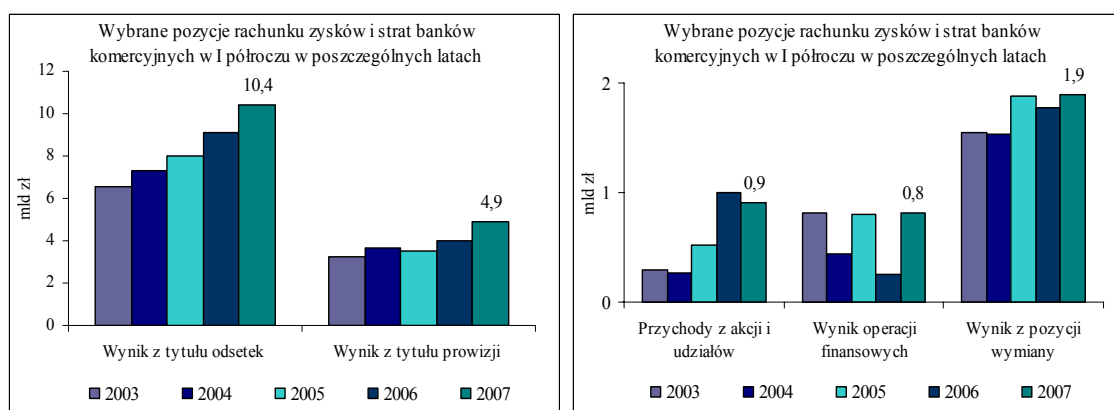 Wybrane pozycje rachunku zysków i strat banków
komercyjnych w I półroczu w poszczególnych latach
12
10
8
6
4
2
0
mld zł
10,4
4,9
Wynik z tytułu odsetek
Wynik z tytułu prowizji
2003
2004
2005
2006
2007
Wybrane pozycje rachunku zysków i strat banków
komercyjnych w I półroczu w poszczególnych latach
2
1
0
mld zł
0,9
0,8
1,9
Przychody z akcji i
udziałów
Wynik operacji
finansowych
Wynik z pozycji
wymiany
2003
2004
2005
2006
2007